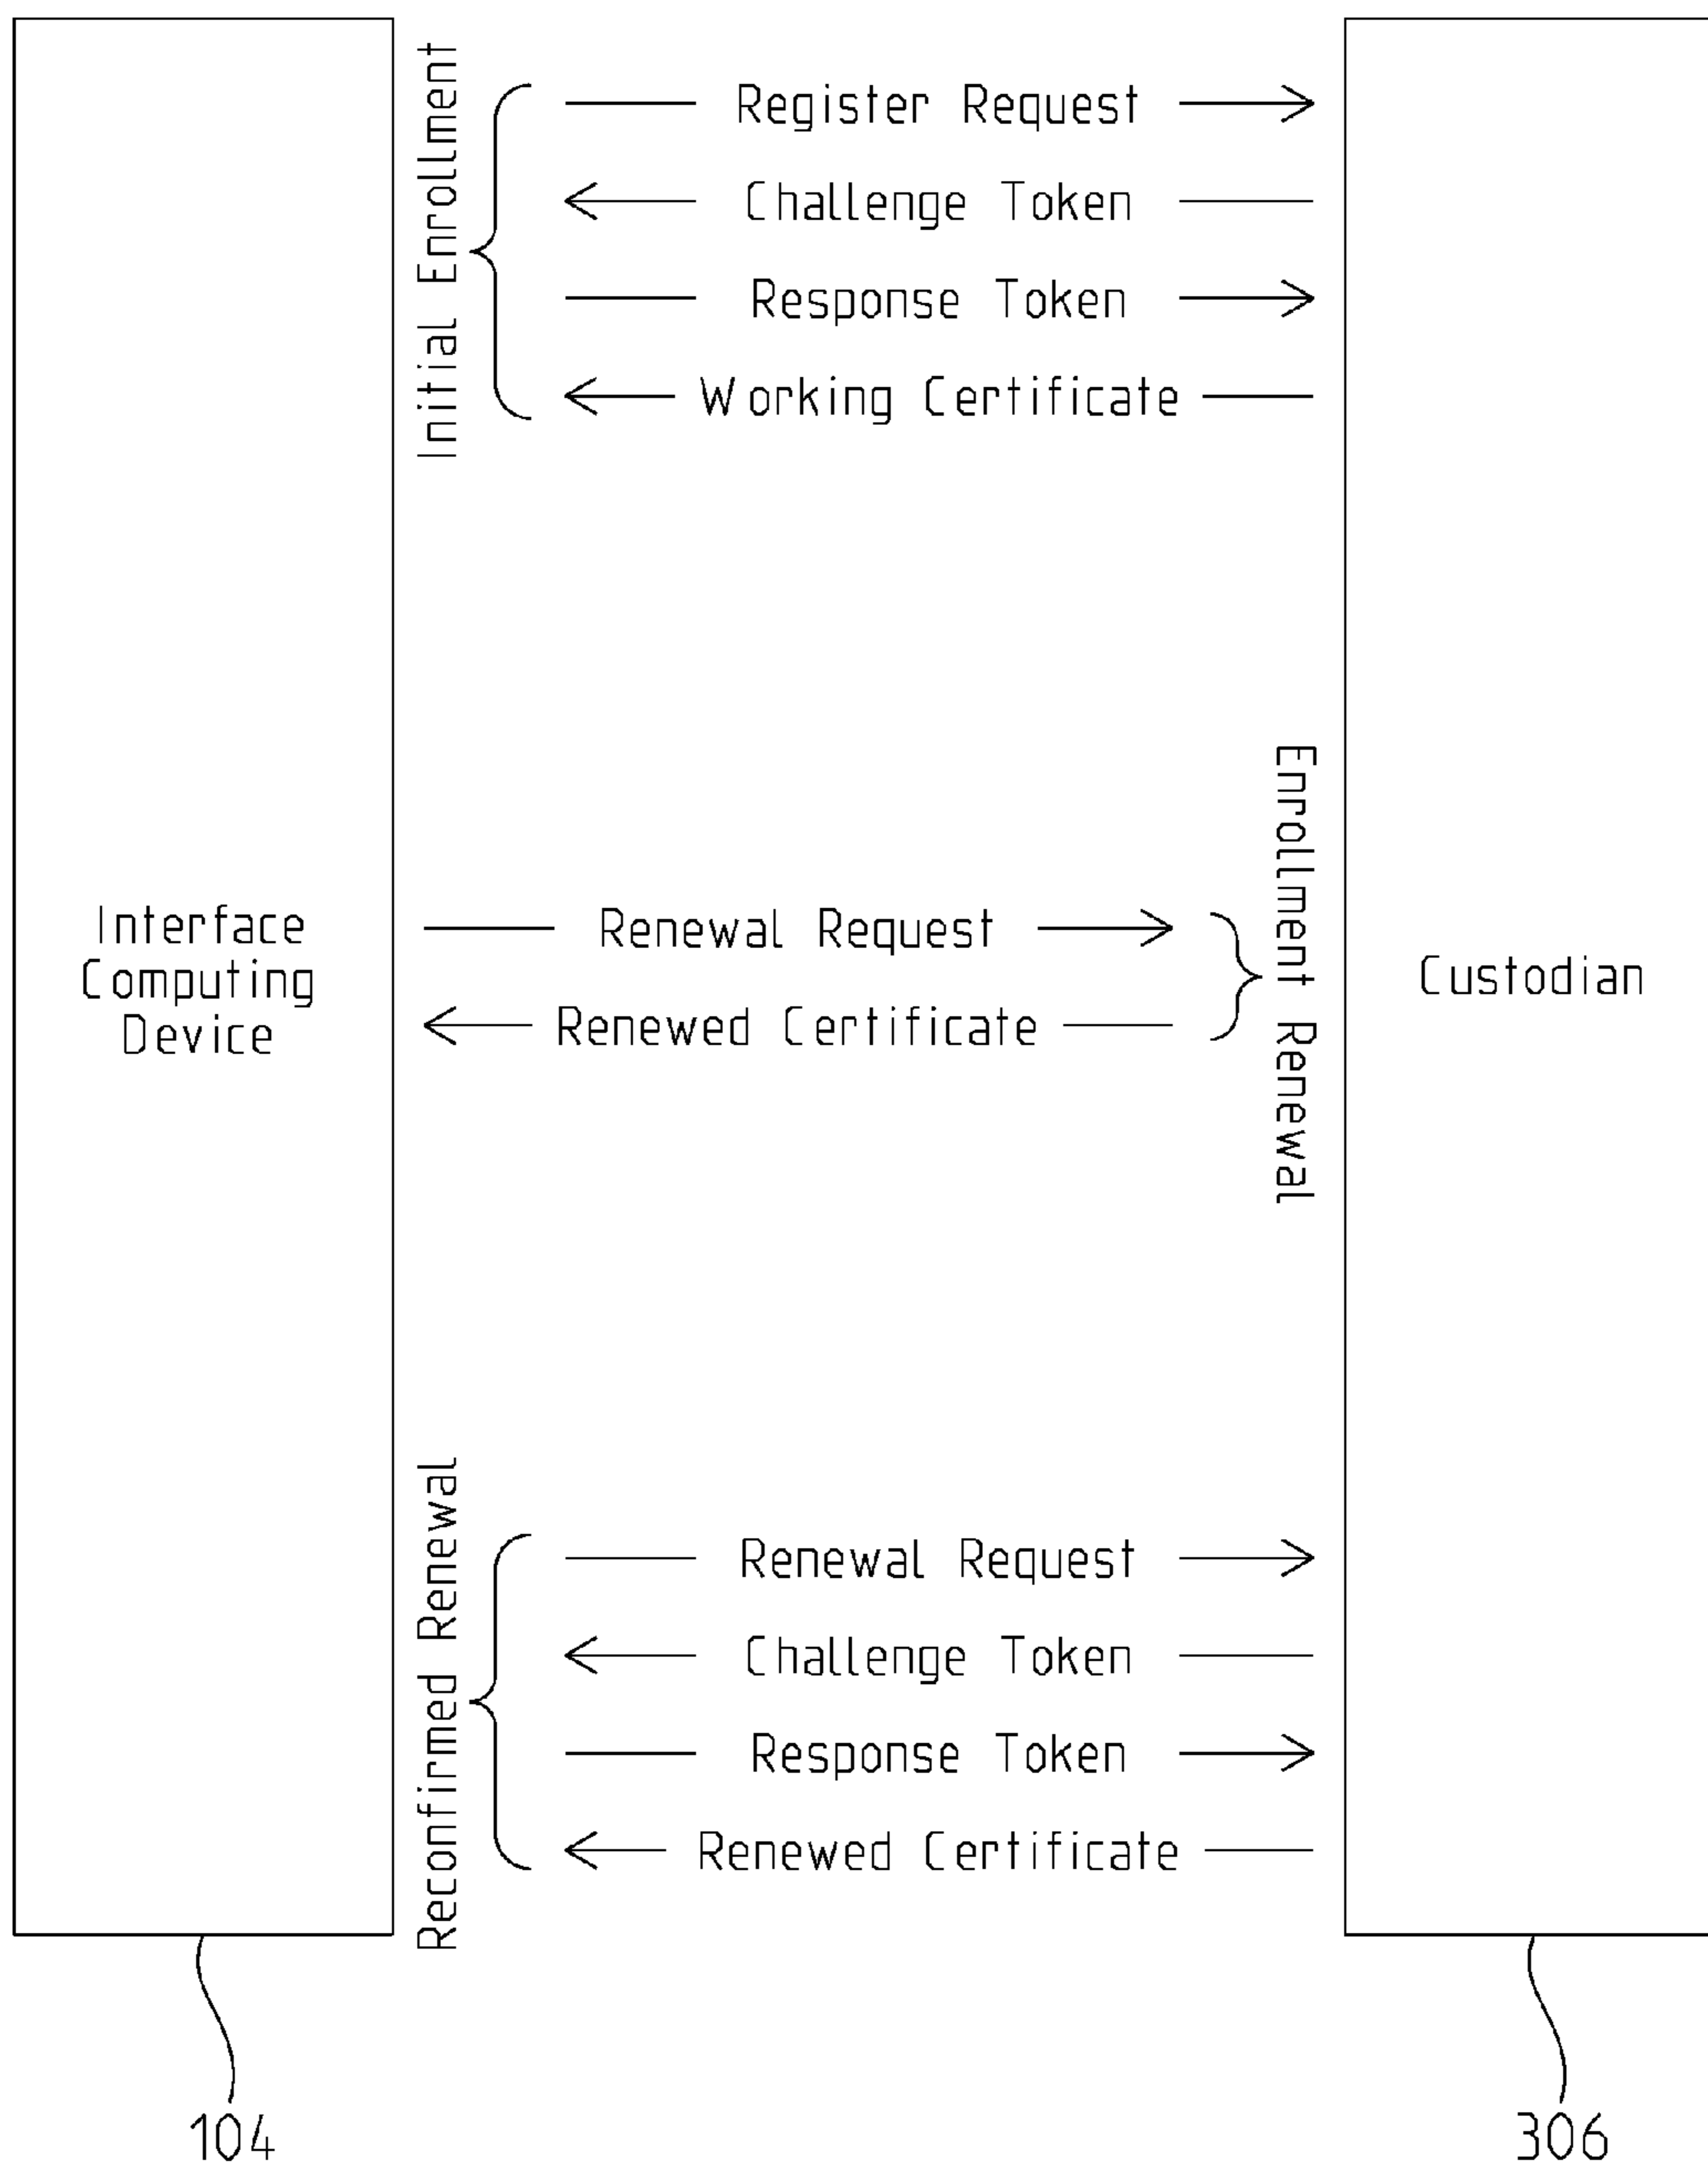 Initial Enrollment
Register Request
Challenge Token
Response Token
Working Certificate
Interface
Computing
Device
Renewal Request
Renewed Certificate
Enrollment Renewal
Custodian
Reconfirmed Renewal
Renewal Request
Challenge Token
Response Token
Renewed Certificate
104
306